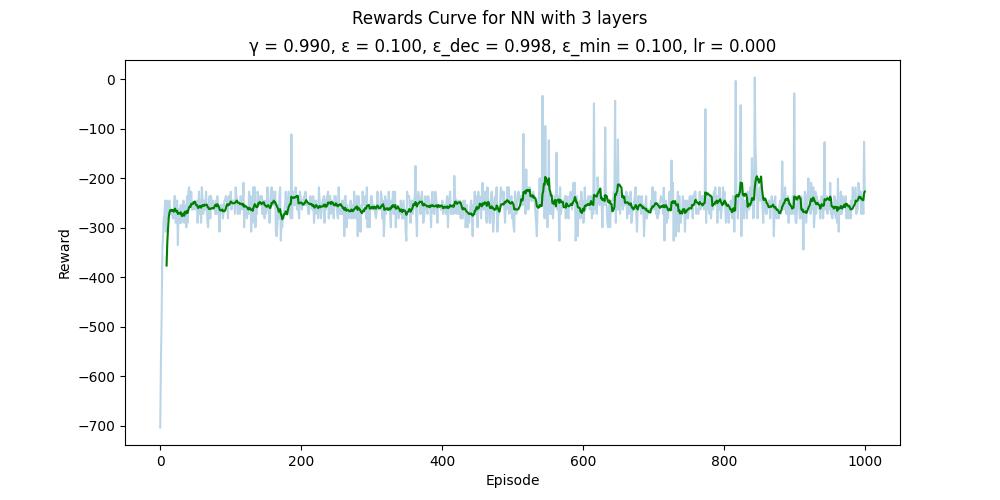 Rewards Curve for NN with 3 layers
γ = 0.990, ε = 0.100, ε_dec = 0.998, ε_min = 0.100, lr = 0.000
0
−100
−200
−300
−400
−500
−600
−700
Reward
0 200 400 600 800 1000
Episode